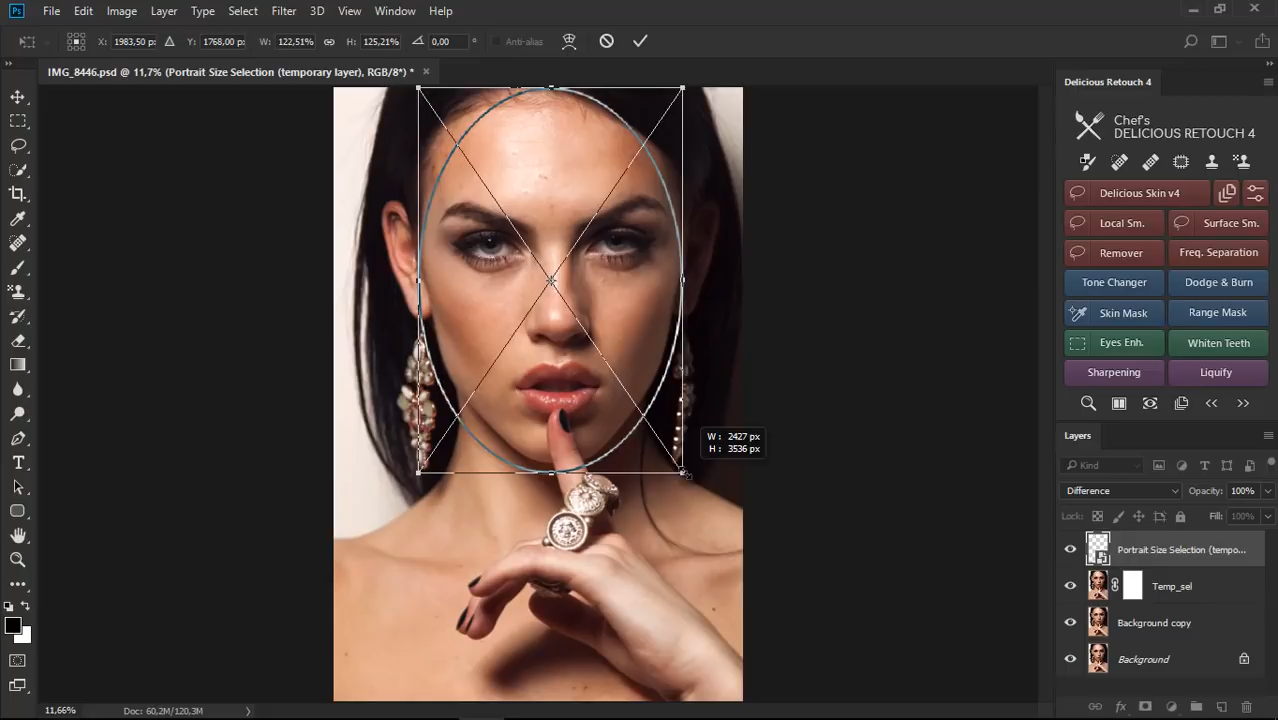 Ps File Edit Image Layer Type Select Filter 3D View Window Help
X: 1983,50 px Y: 1768,00 px W: 122,51% H: 125,21% 0,00 ° Anti-alias
IMG_8446.psd @ 11,7% (Portrait Size Selection (temporary layer), RGB/8*) * ×
Delicious Retouch 4
Chef's
DELICIOUS RETOUCH 4
Delicious Skin v4
Local Sm. Surface Sm.
Remover Freq. Separation
Tone Changer Dodge & Burn
Skin Mask Range Mask
Eyes Enh. Whiten Teeth
Sharpening Liquify
W: 2427 px
H: 3536 px
Layers
Kind
Difference Opacity: 100%
Lock: Fill: 100%
Portrait Size Selection (tempo...
Temp_sel
Background copy
Background
11,66% Doc: 60,2M/120,3M